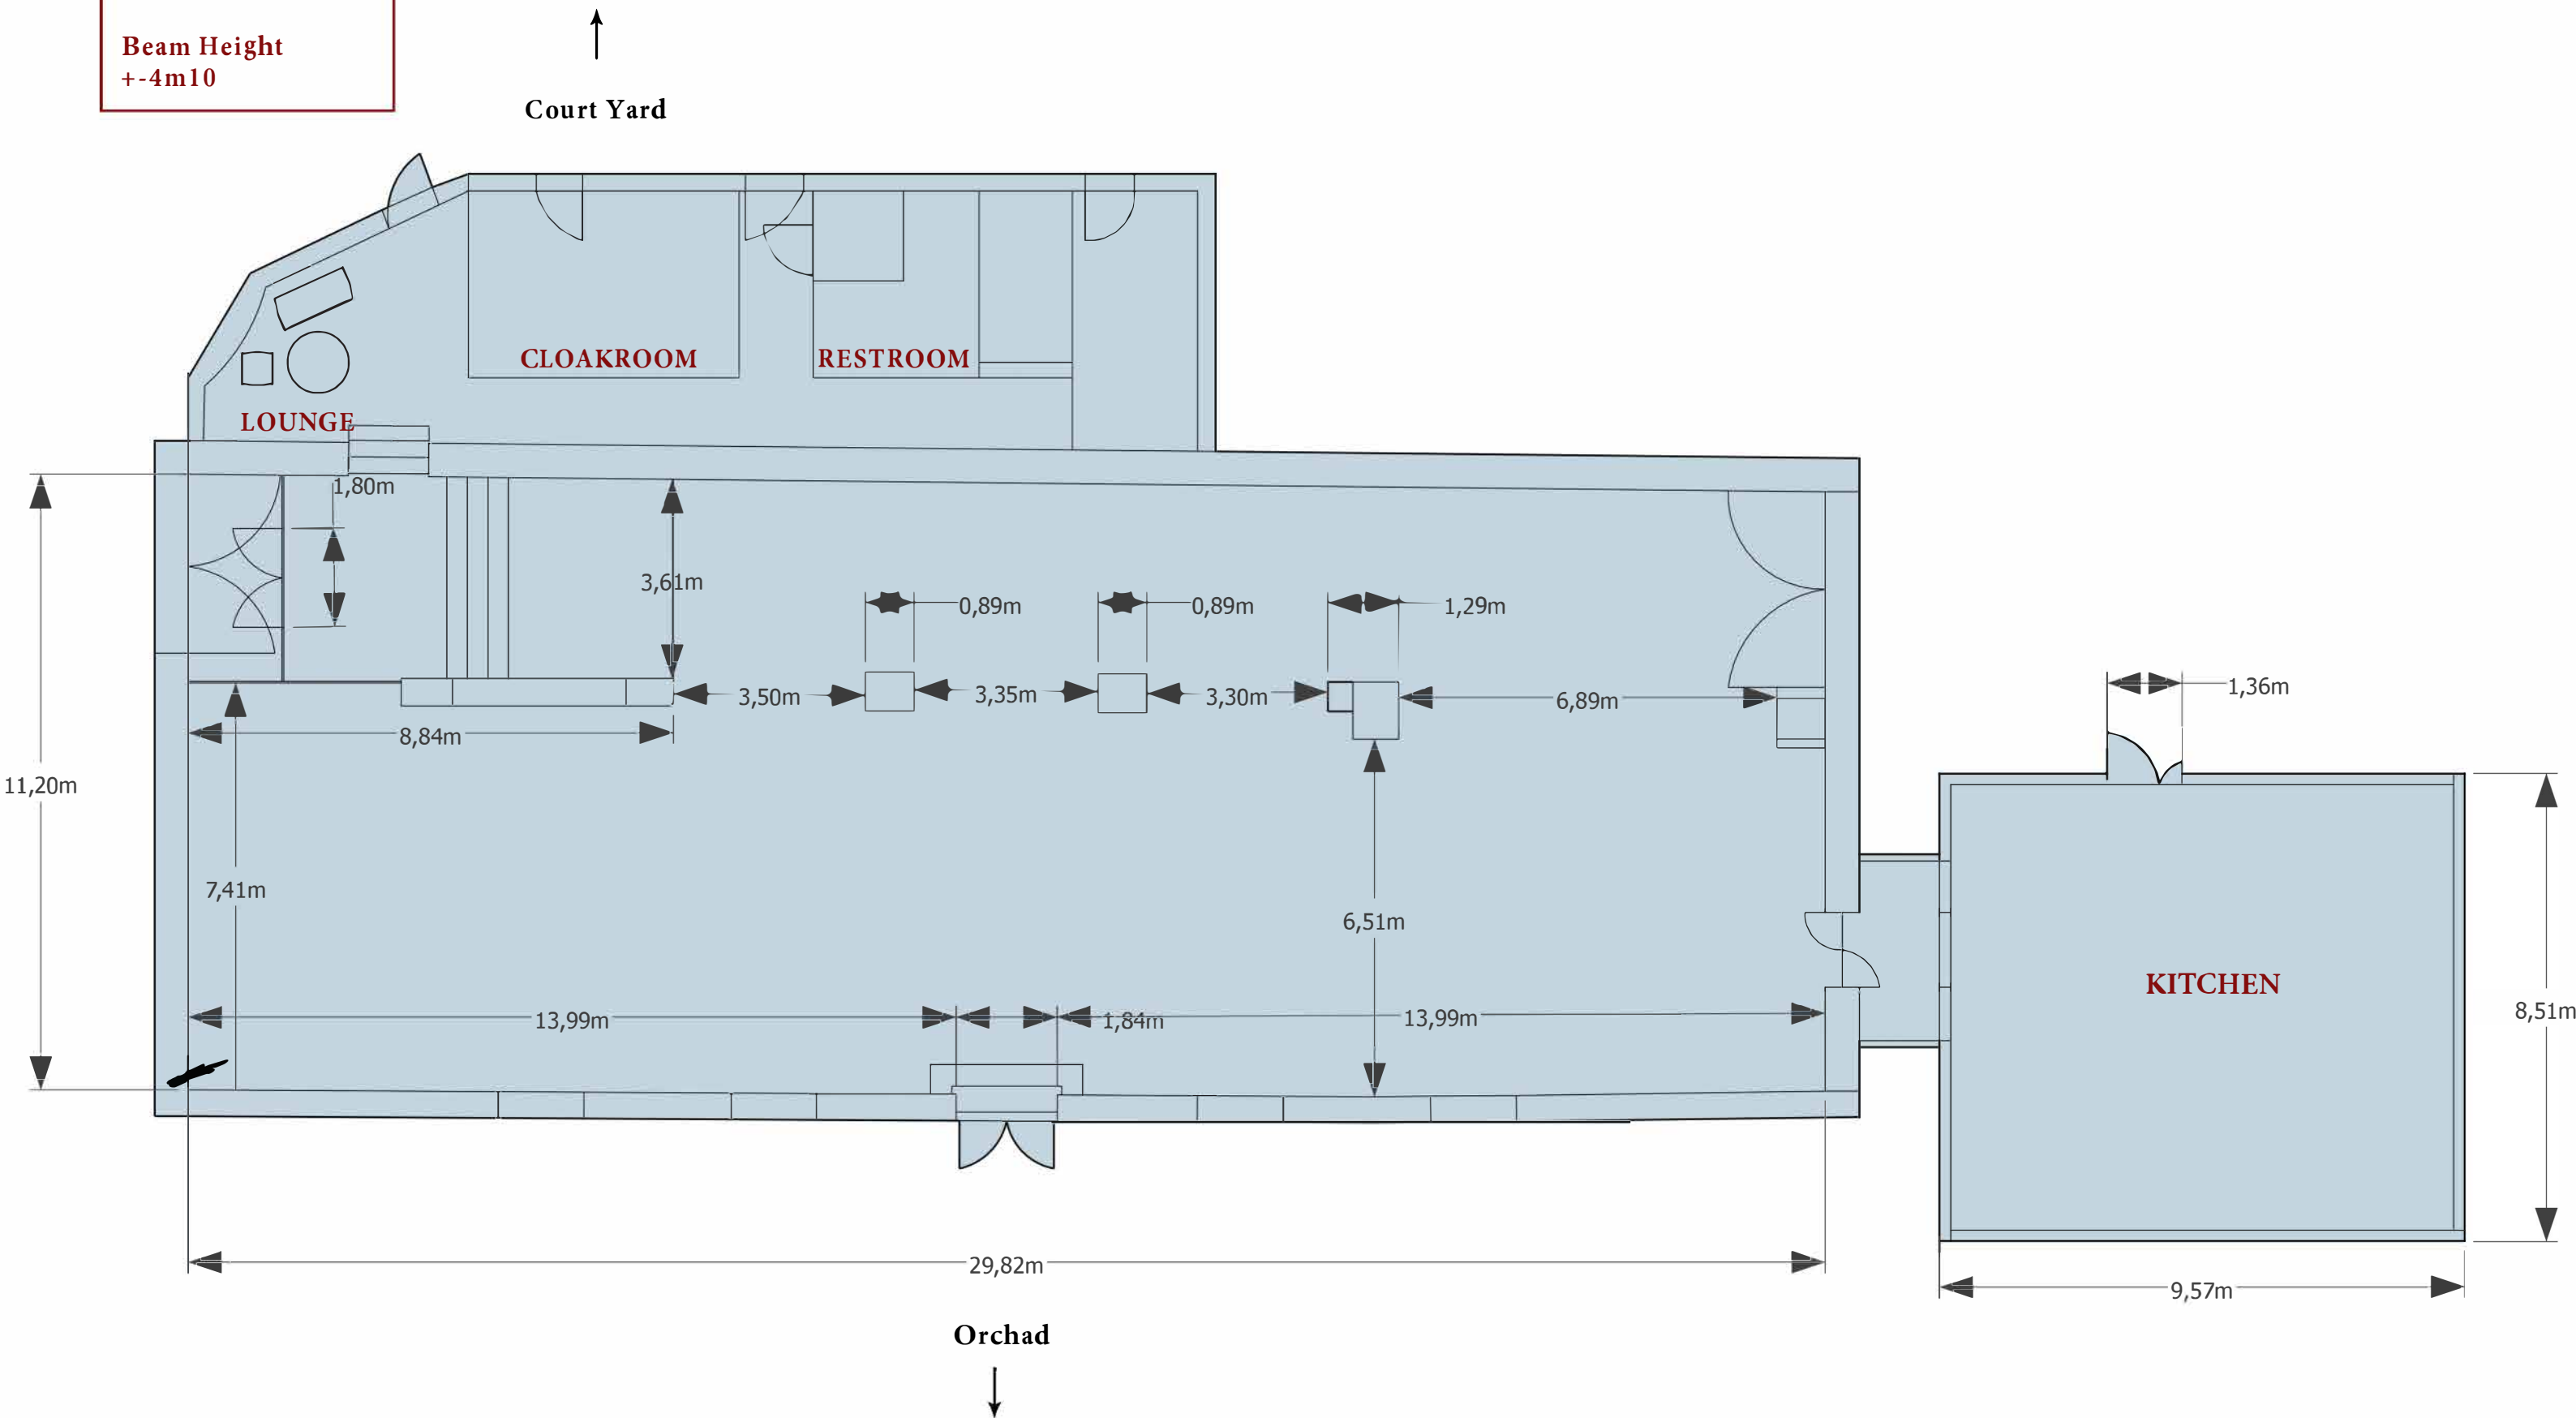 Beam Height
+-4m10
Court Yard
CLOAKROOM
RESTROOM
LOUNGE
1,80m
3,61m
0,89m
0,89m
1,29m
3,50m
3,35m
3,30m
6,89m
1,36m
8,84m
11,20m
7,41m
6,51m
KITCHEN
13,99m
1,84m
13,99m
8,51m
29,82m
9,57m
Orchad